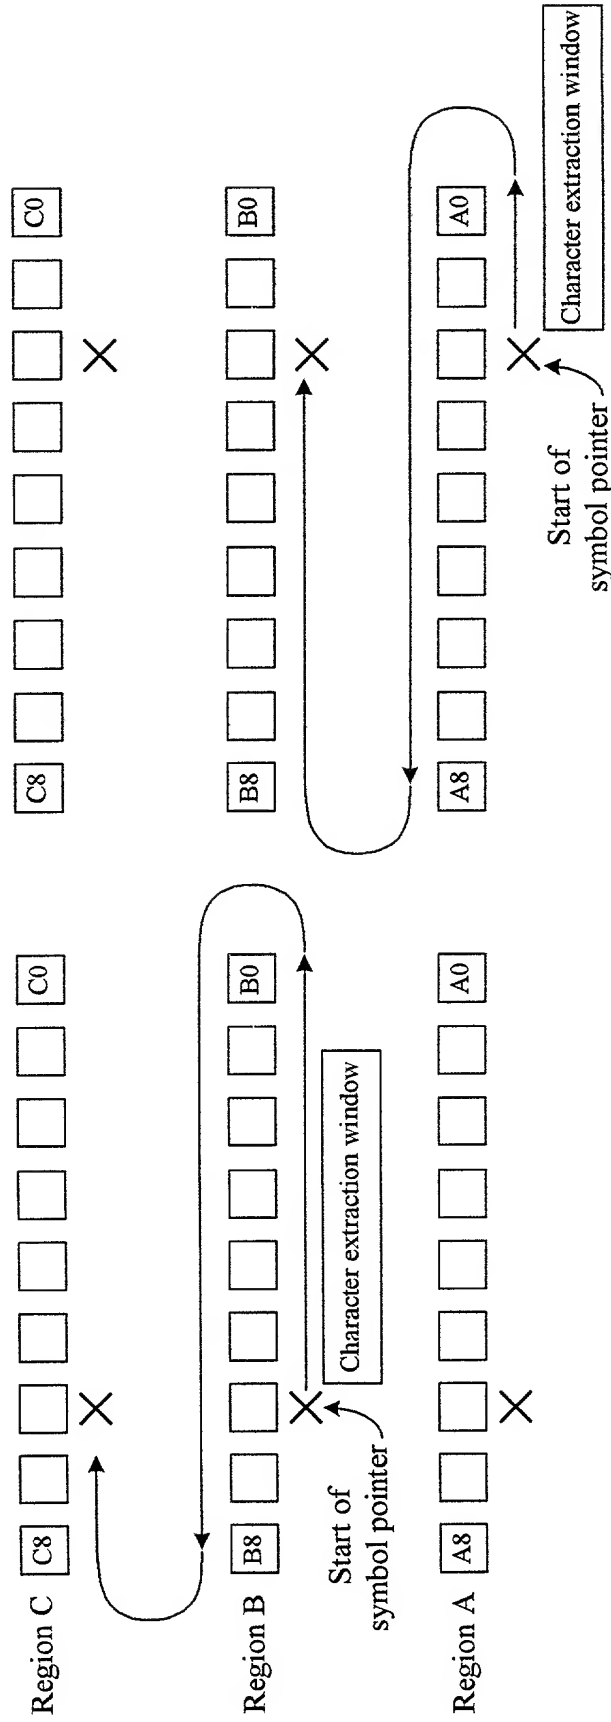 Region C
C8
C0
Region B
B8
B0
Character extraction window
Start of
symbol pointer
Region A
A8
A0
C8
C0
B8
B0
A8
A0
Character extraction window
Start of
symbol pointer